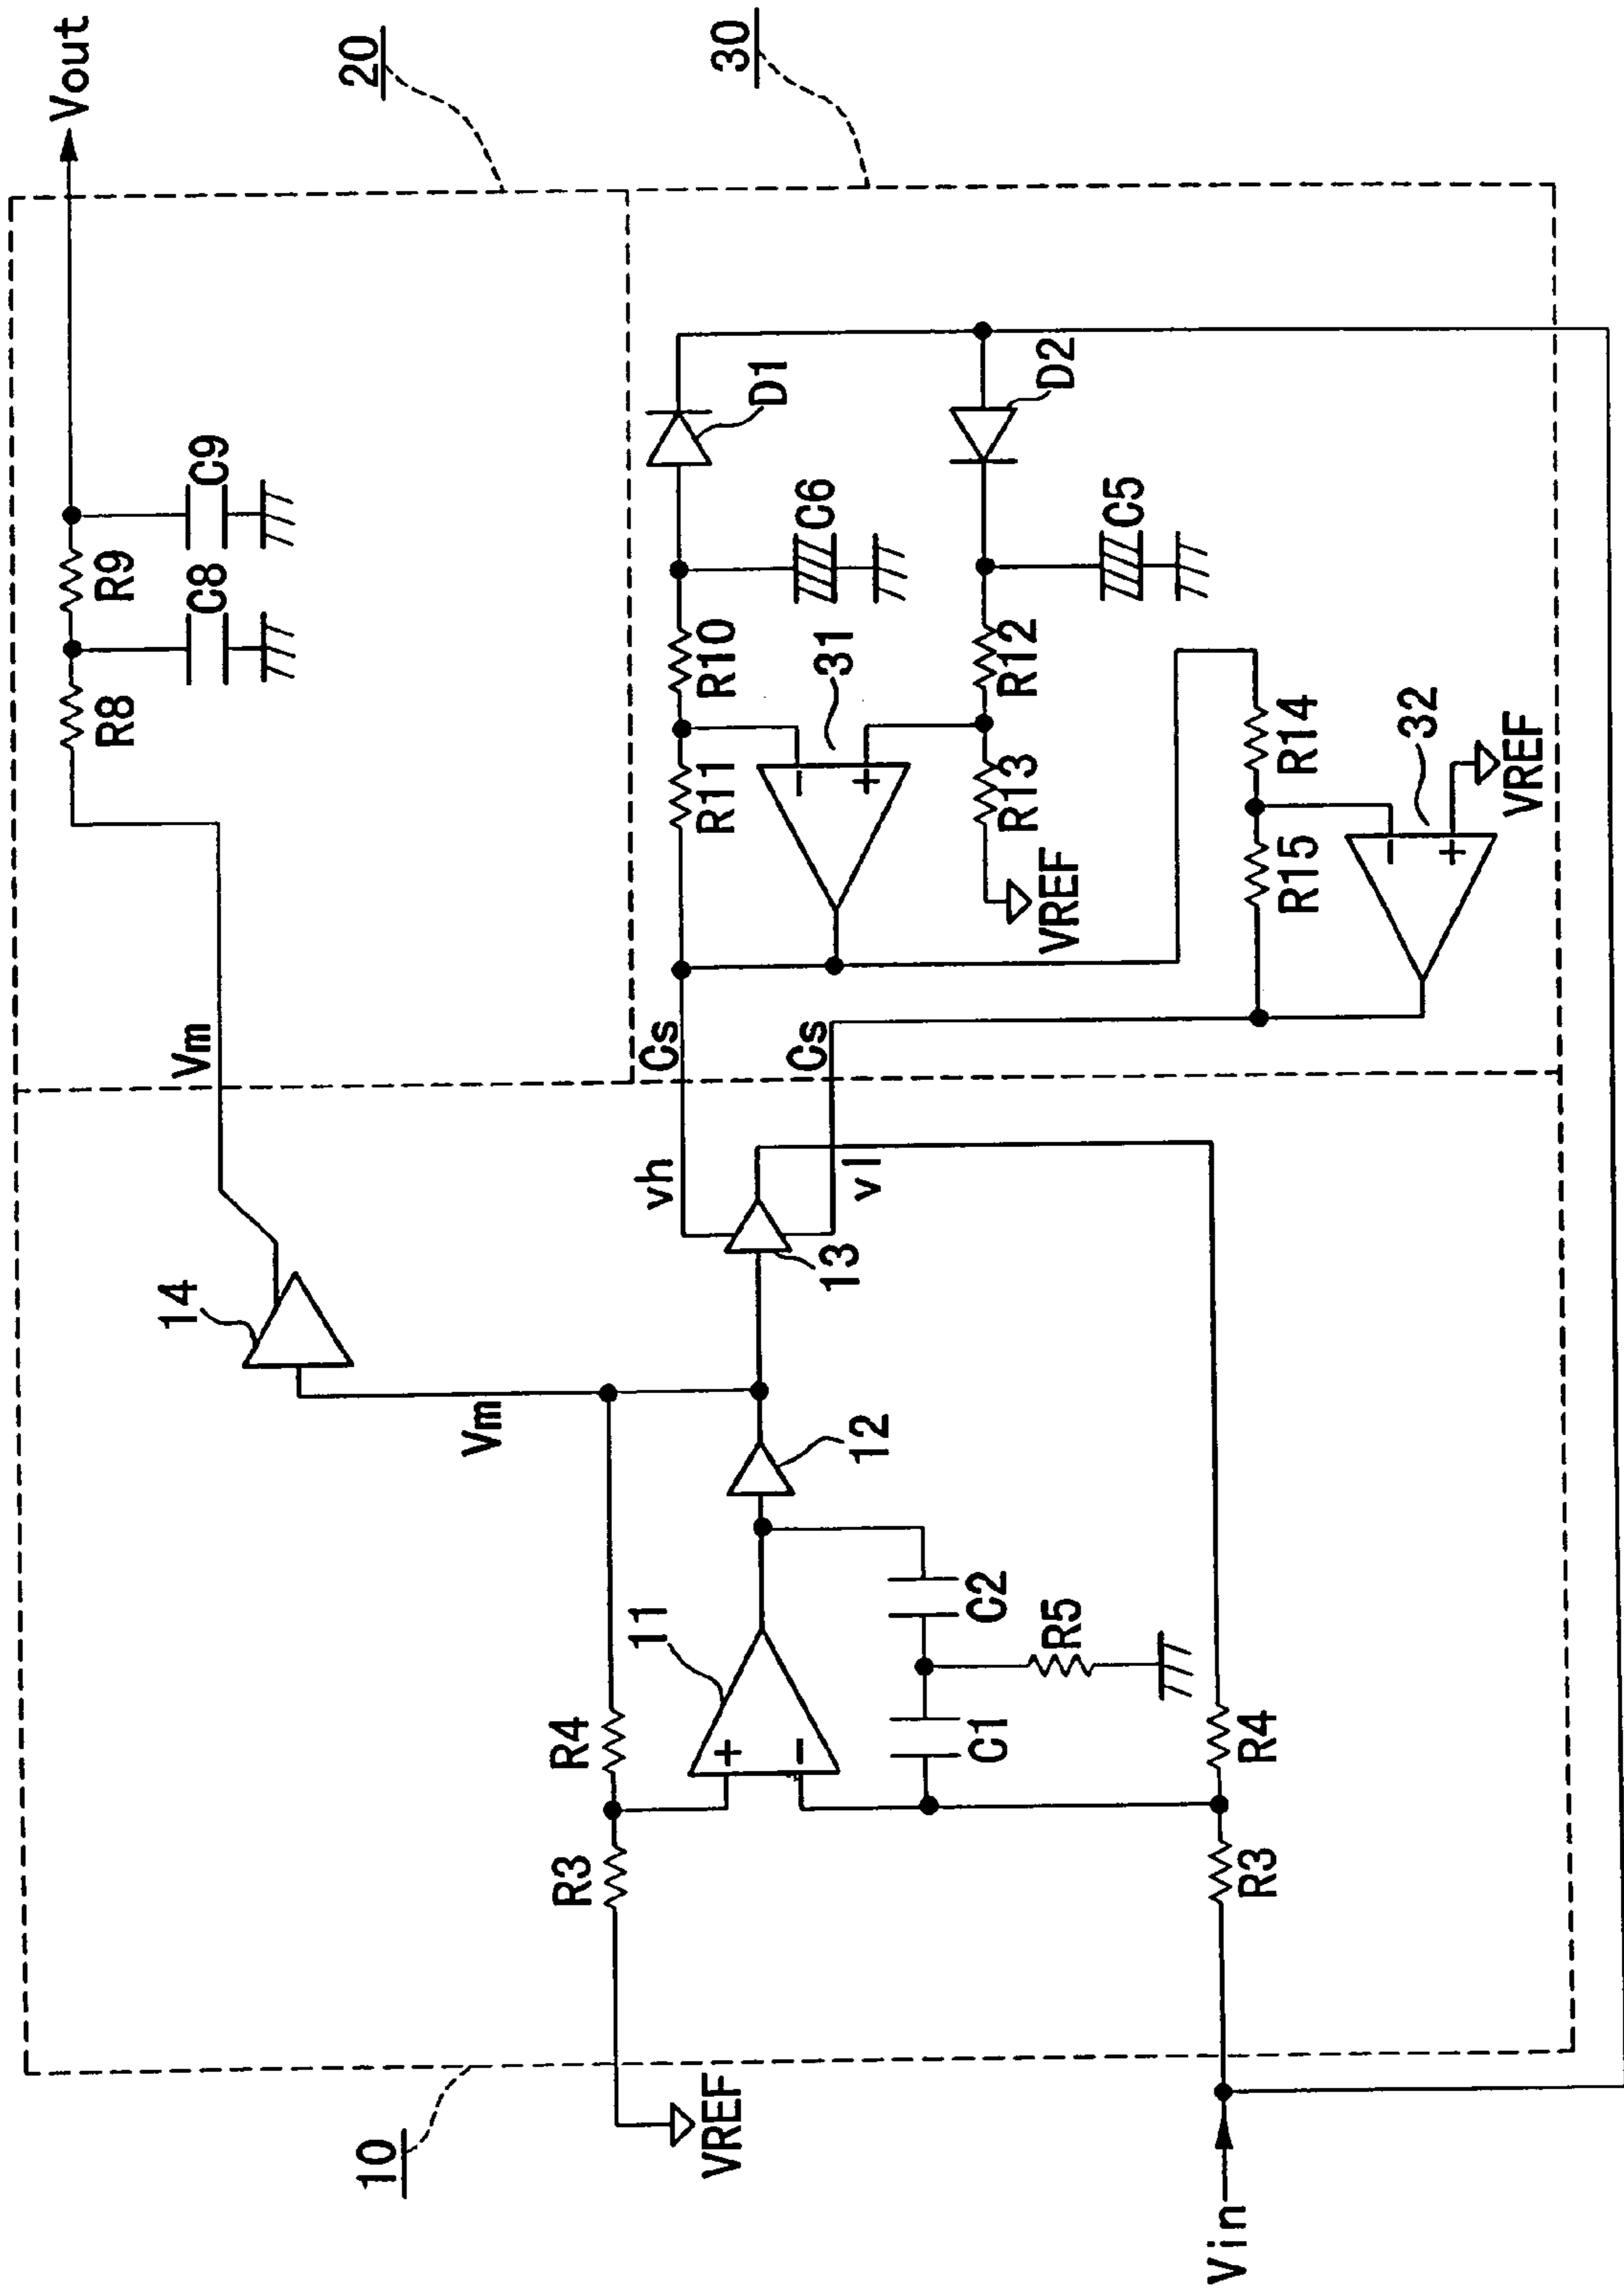 Vout
R8
R9
C8
C9
Vm
14
20
10
Vm
R3
R4
11
vh
Cs
R11
R10
VREF
30
D1
Cs
C6
31
13
vl
12
C1
C2
R13
R12
D2
VREF
R5
C5
Vin
R3
R4
R15
R14
32
VREF